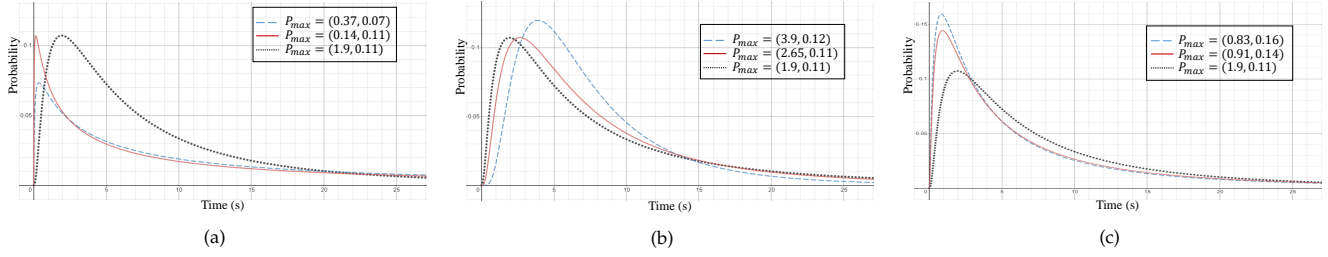 Probability
0.1
0.05
P_max = (0.37, 0.07)
P_max = (0.14, 0.11)
P_max = (1.9, 0.11)
0 5 10 15 20 25
Time (s)
(a)
Probability
0.1
0.05
P_max = (3.9, 0.12)
P_max = (2.65, 0.11)
P_max = (1.9, 0.11)
0 5 10 15 20 25
Time (s)
(b)
Probability
0.15
0.1
0.05
P_max = (0.83, 0.16)
P_max = (0.91, 0.14)
P_max = (1.9, 0.11)
0 5 10 15 20 25
Time (s)
(c)